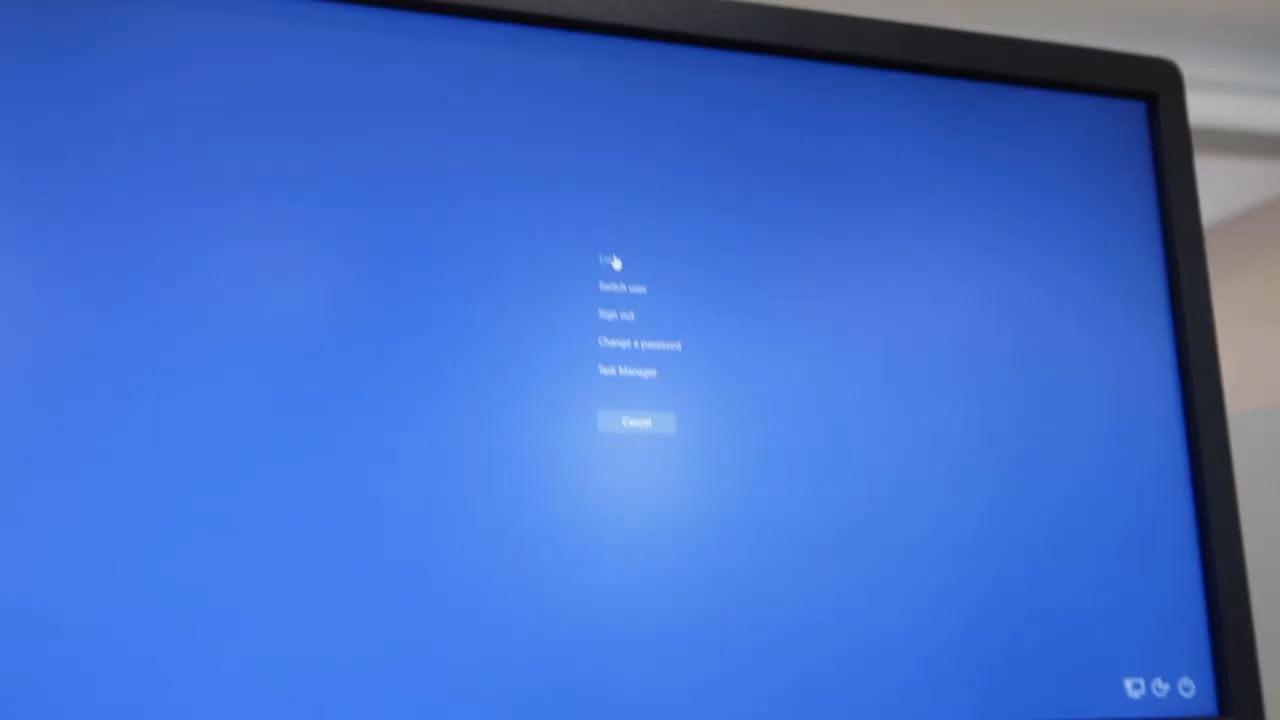 Switch user
Sign out
Change a password
Task Manager
Cancel